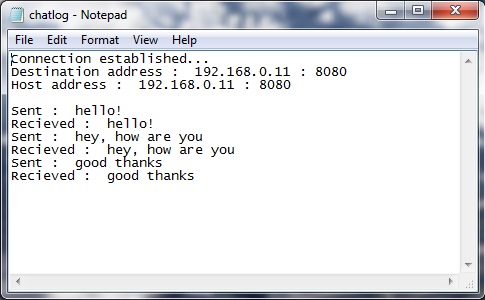 chatlog - Notepad
File Edit Format View Help
Connection established...
Destination address :  192.168.0.11 : 8080
Host address :  192.168.0.11 : 8080

Sent :  hello!
Recieved :  hello!
Sent :  hey, how are you
Recieved :  hey, how are you
Sent :  good thanks
Recieved :  good thanks